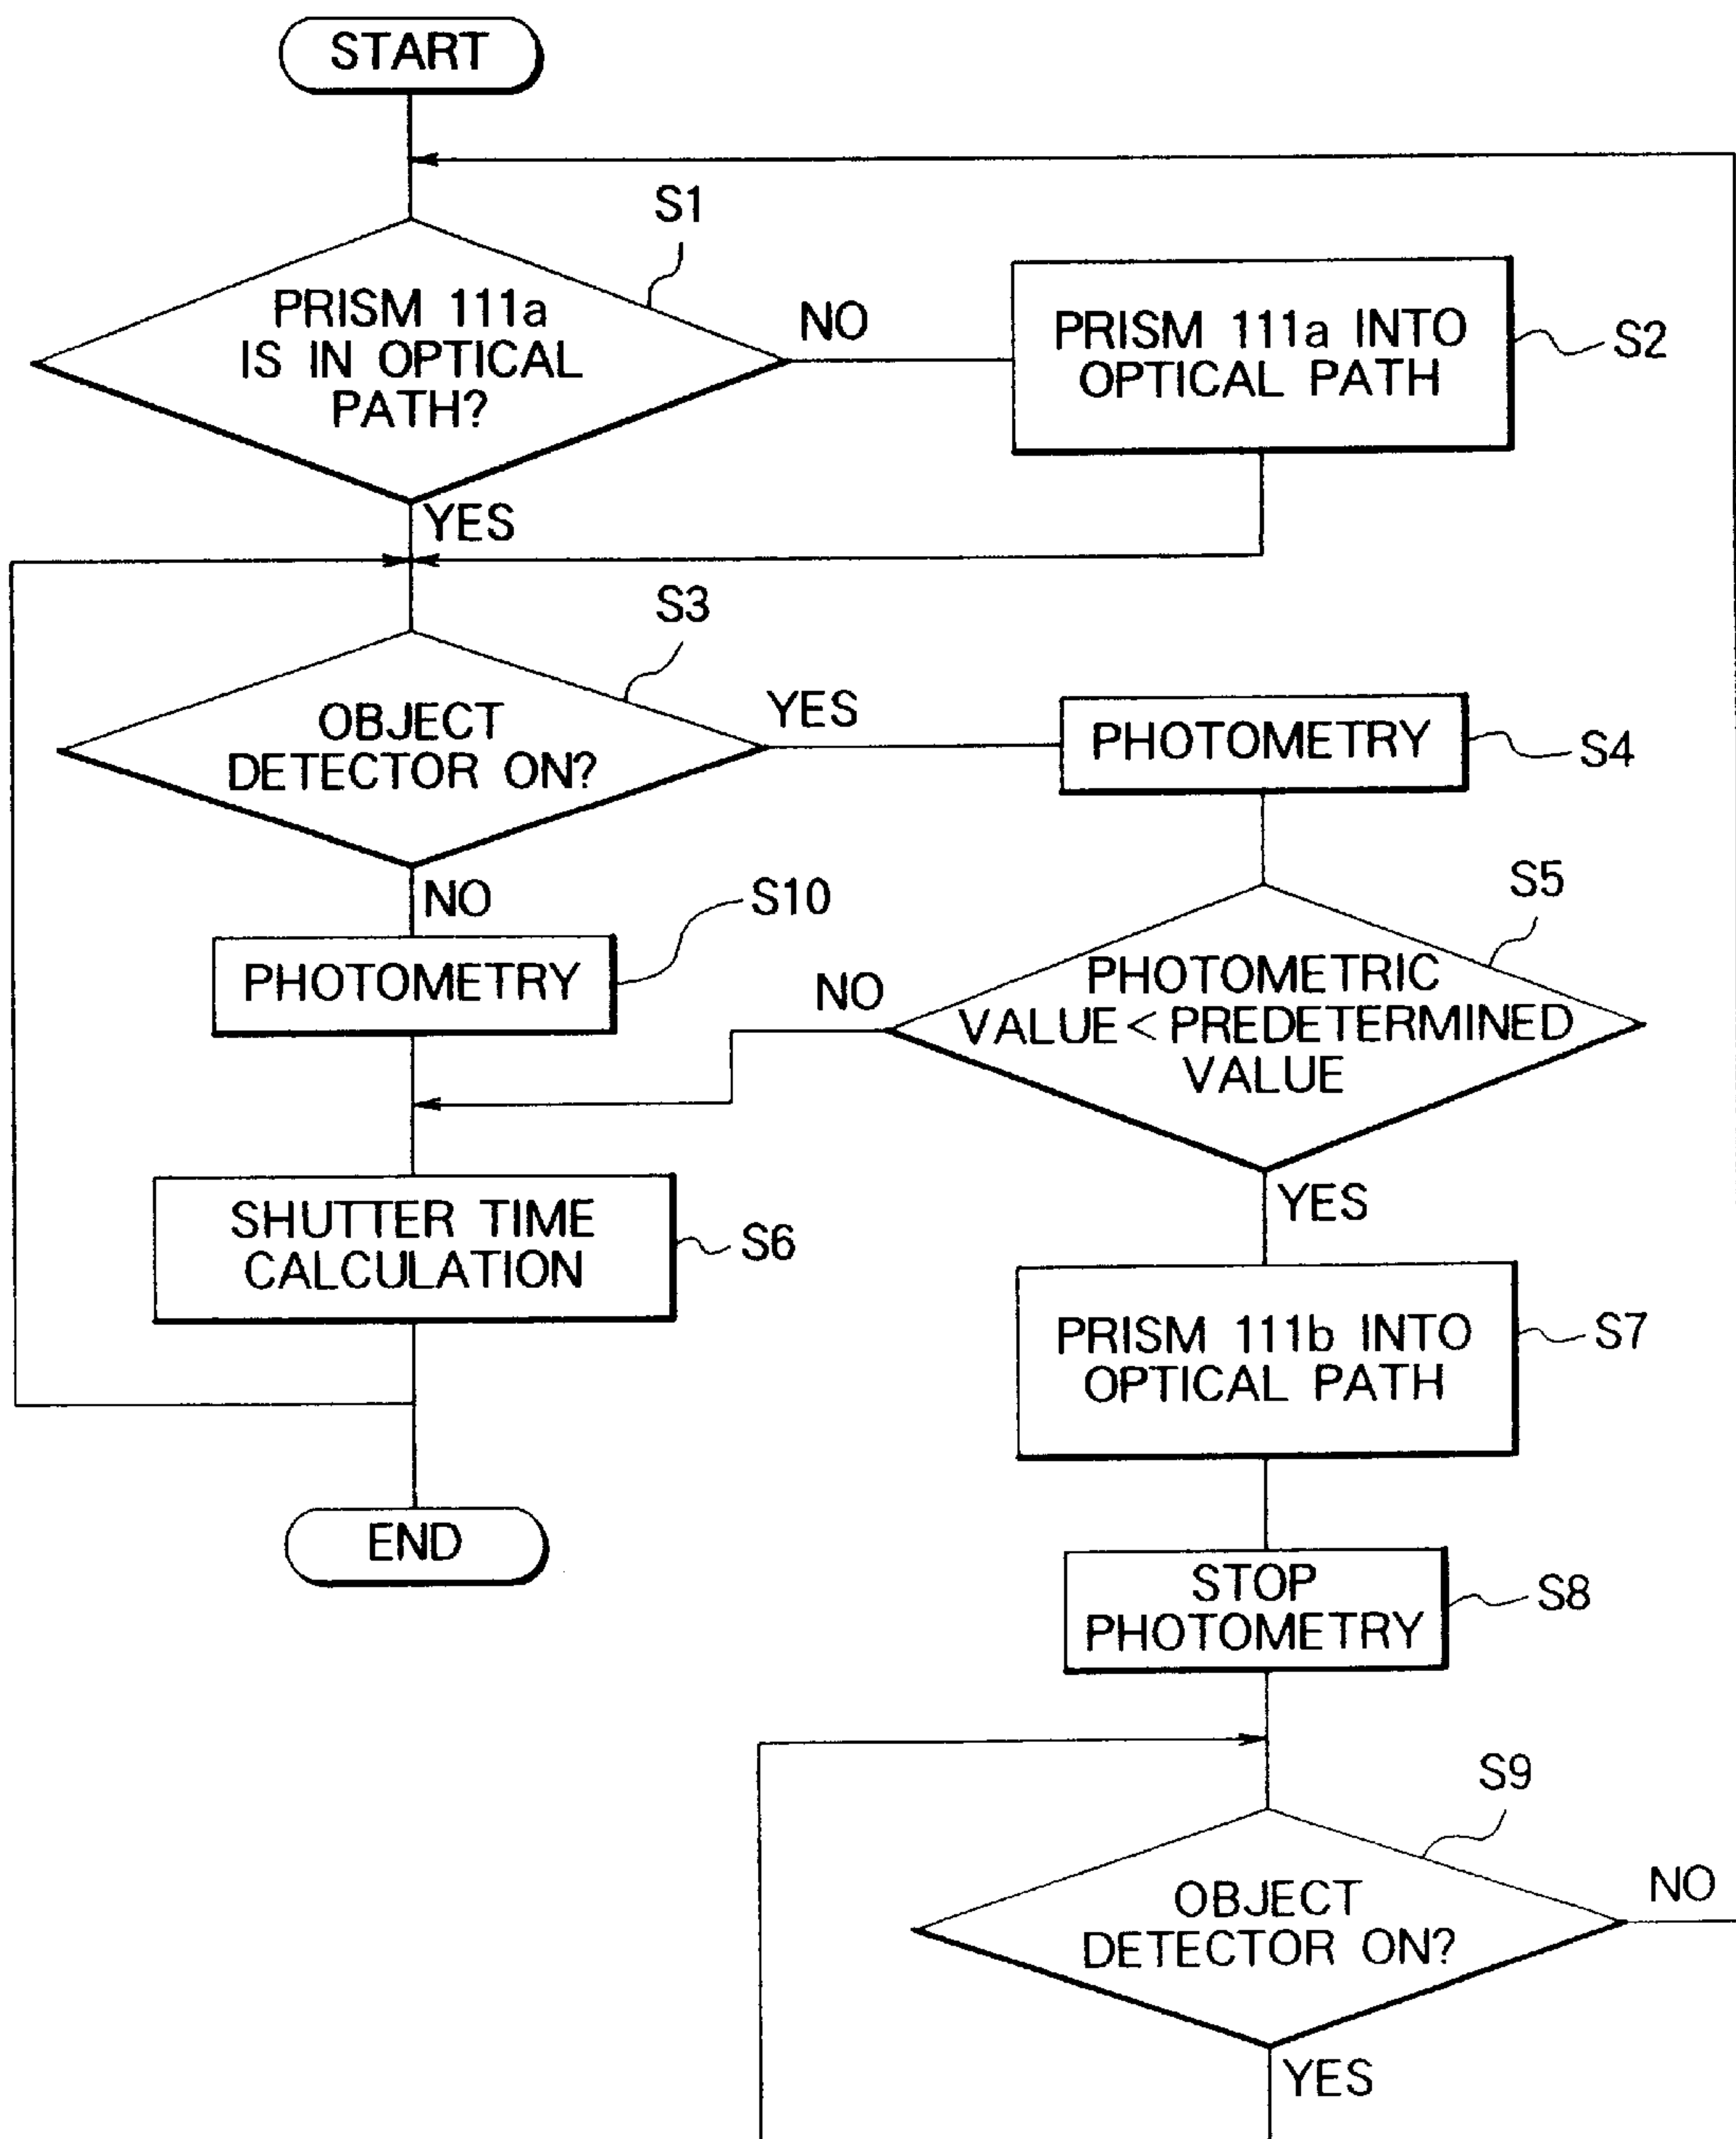 START
S1
PRISM 111a
IS IN OPTICAL
PATH?
NO
PRISM 111a INTO
OPTICAL PATH
S2
YES
S3
OBJECT
DETECTOR ON?
YES
PHOTOMETRY
S4
NO
S10
PHOTOMETRY
S5
NO
PHOTOMETRIC
VALUE < PREDETERMINED
VALUE
YES
SHUTTER TIME
CALCULATION
S6
PRISM 111b INTO
OPTICAL PATH
S7
END
STOP
PHOTOMETRY
S8
S9
OBJECT
DETECTOR ON?
NO
YES